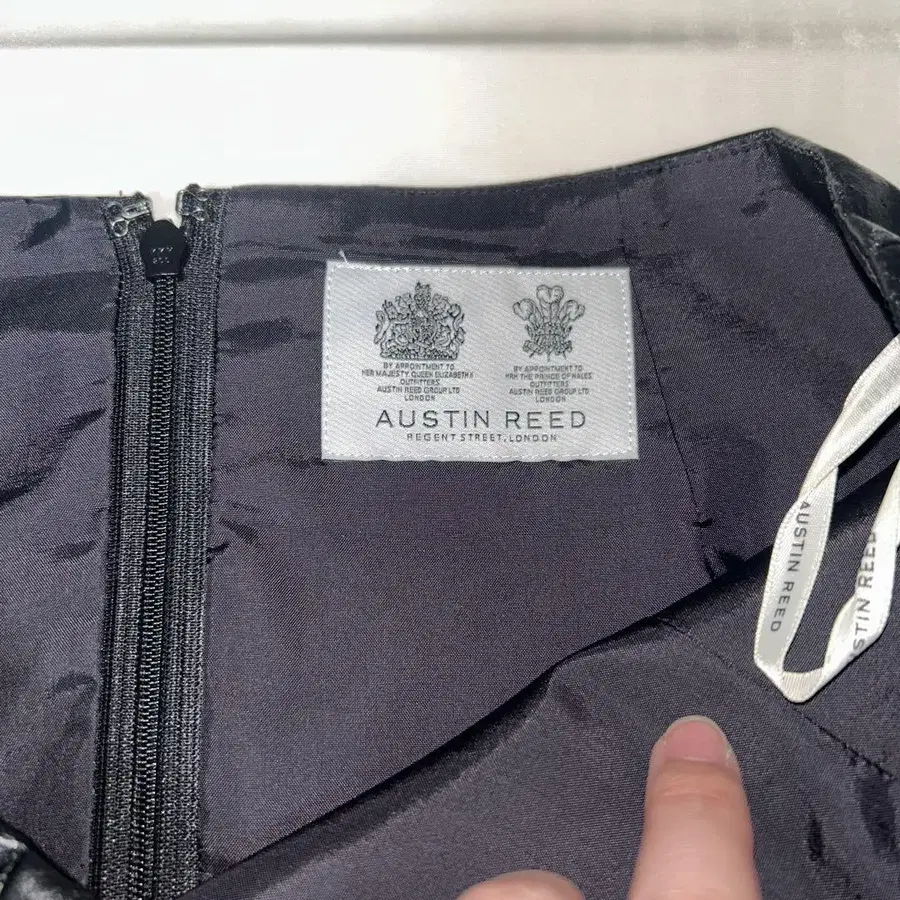 BY APPOINTMENT TO
HER MAJESTY QUEEN ELIZABETH II
OUTFITTERS
AUSTIN REED GROUP LTD
LONDON
BY APPOINTMENT TO
HRH THE PRINCE OF WALES
OUTFITTERS
AUSTIN REED GROUP LTD
LONDON
AUSTIN REED
REGENT STREET, LONDON
AUSTIN REED
STIN REED